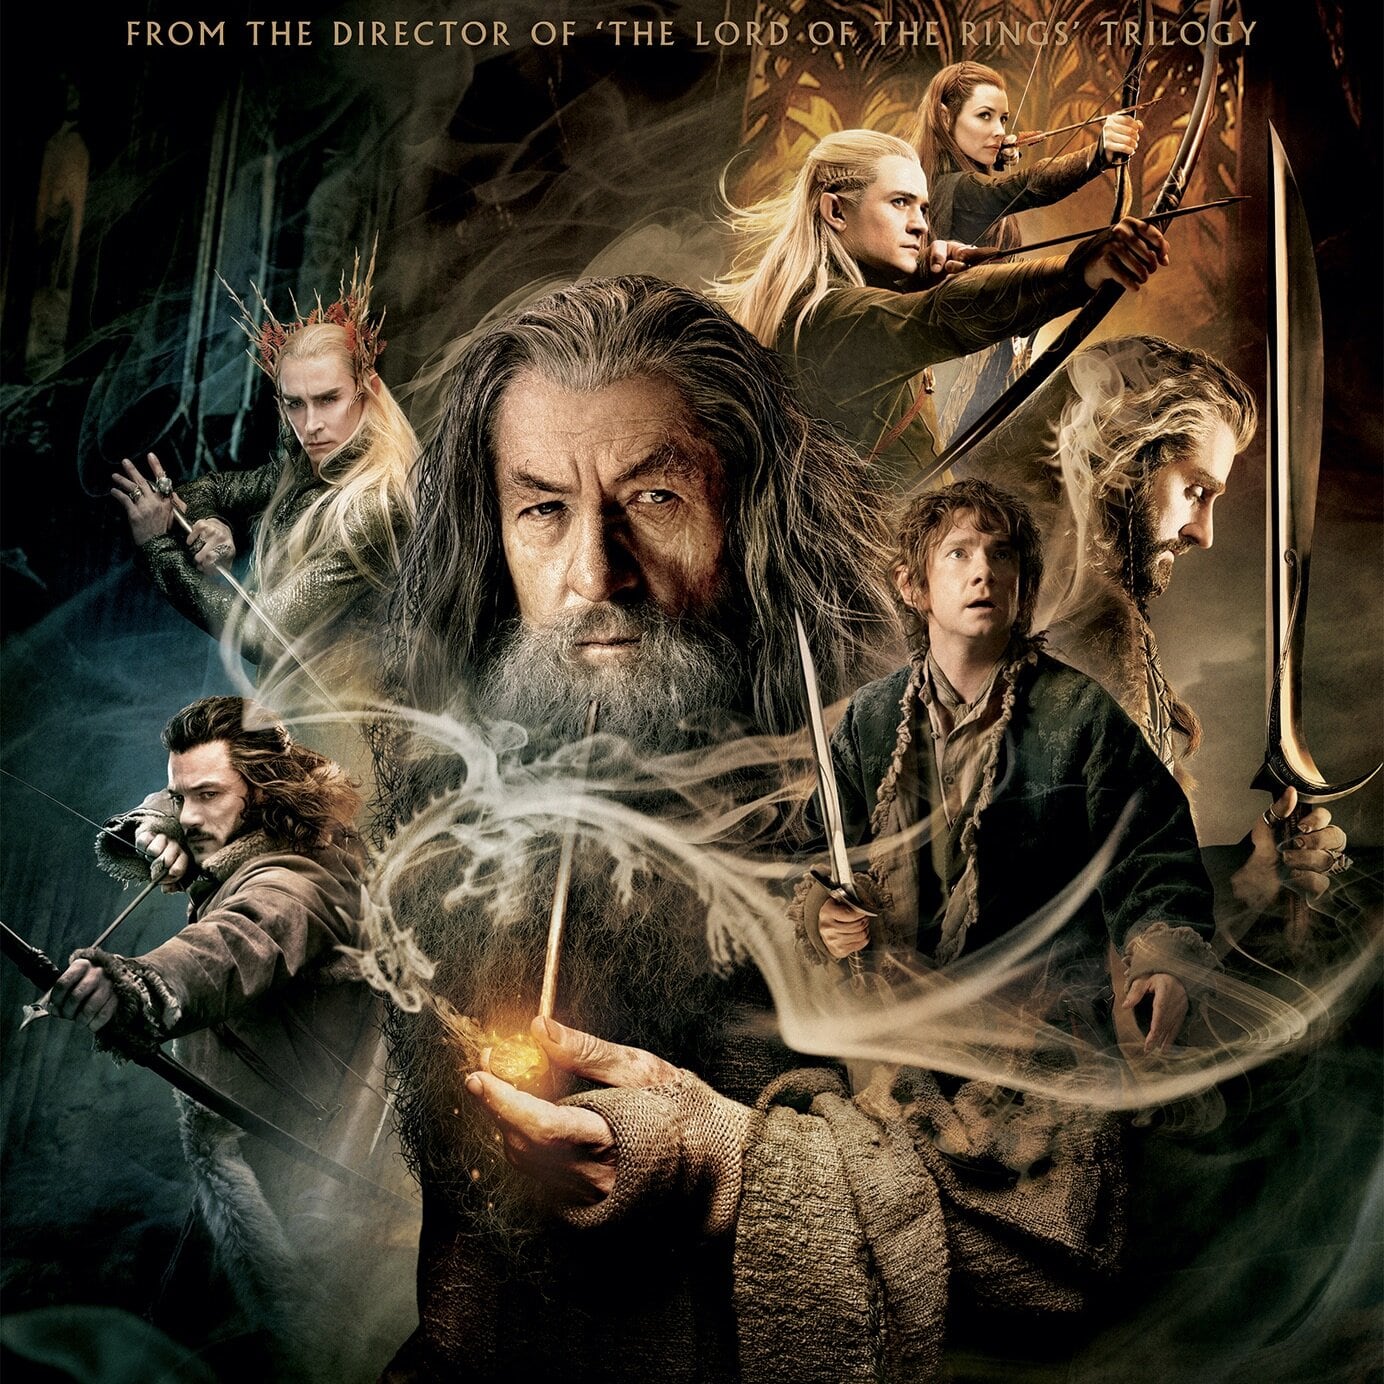 FROM THE DIRECTOR OF ‘THE LORD OF THE RINGS’ TRILOGY